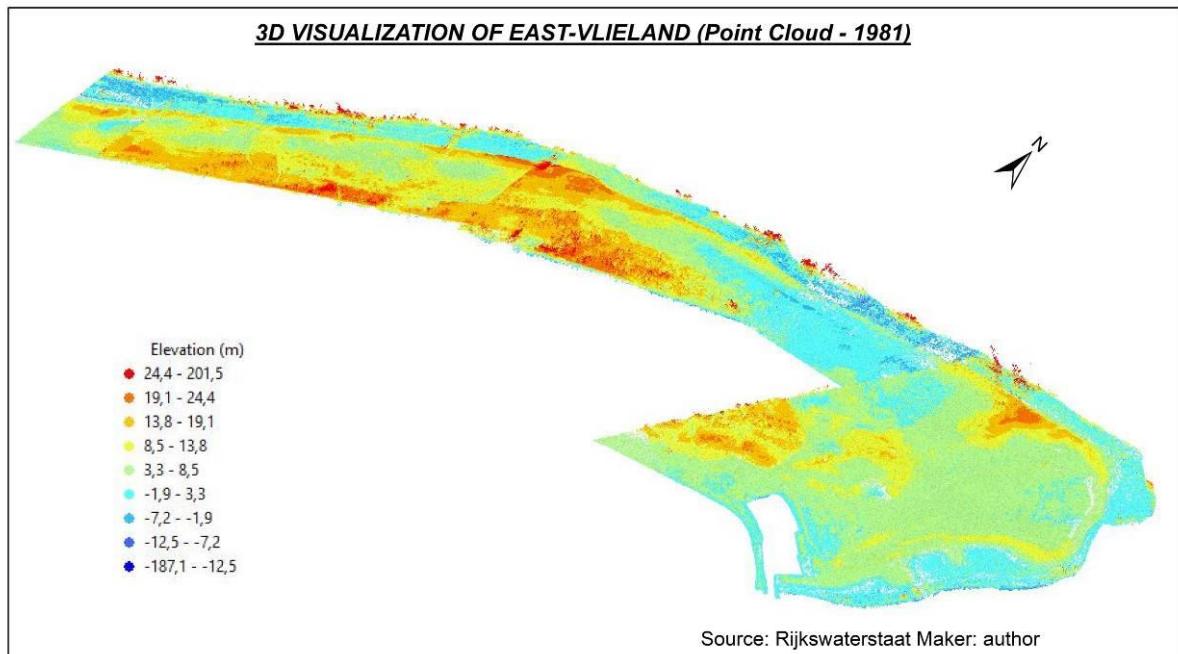 3D VISUALIZATION OF EAST-VLIELAND (Point Cloud - 1981)
N
Elevation (m)
24,4 - 201,5
19,1 - 24,4
13,8 - 19,1
8,5 - 13,8
3,3 - 8,5
-1,9 - 3,3
-7,2 - -1,9
-12,5 - -7,2
-187,1 - -12,5
Source: Rijkswaterstaat Maker: author